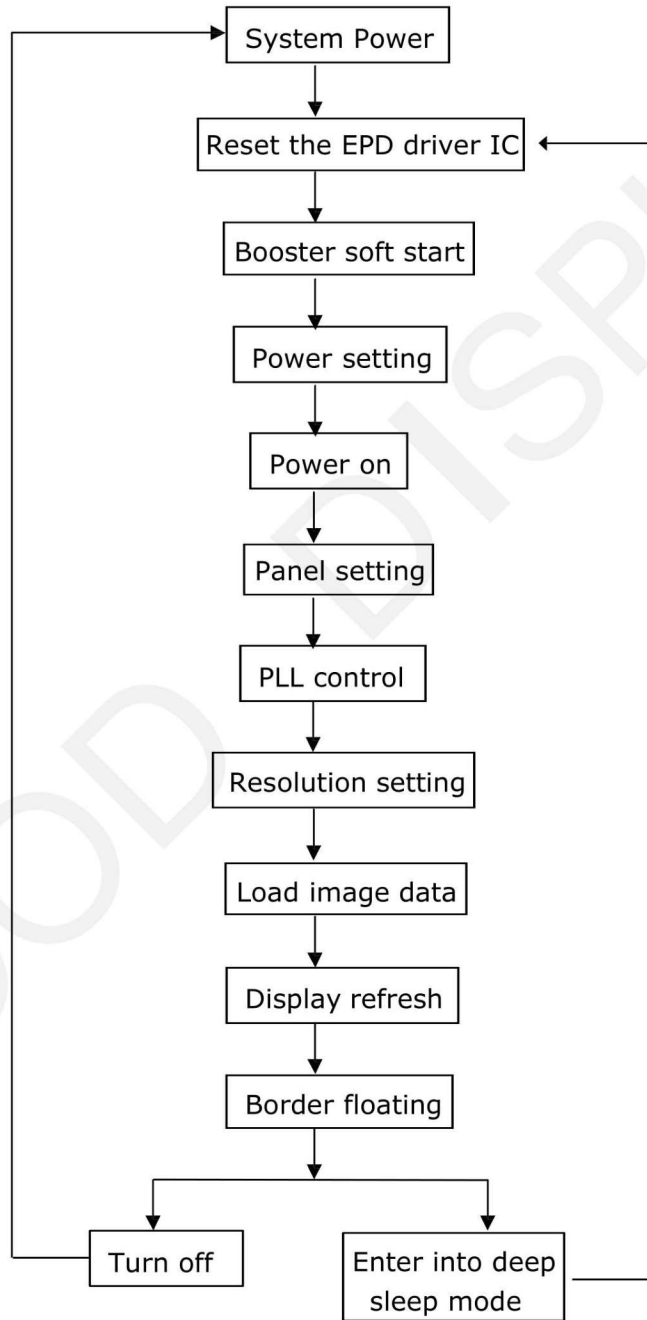 System Power
Reset the EPD driver IC
Booster soft start
Power setting
Power on
Panel setting
PLL control
Resolution setting
Load image data
Display refresh
Border floating
Turn off
Enter into deep
sleep mode